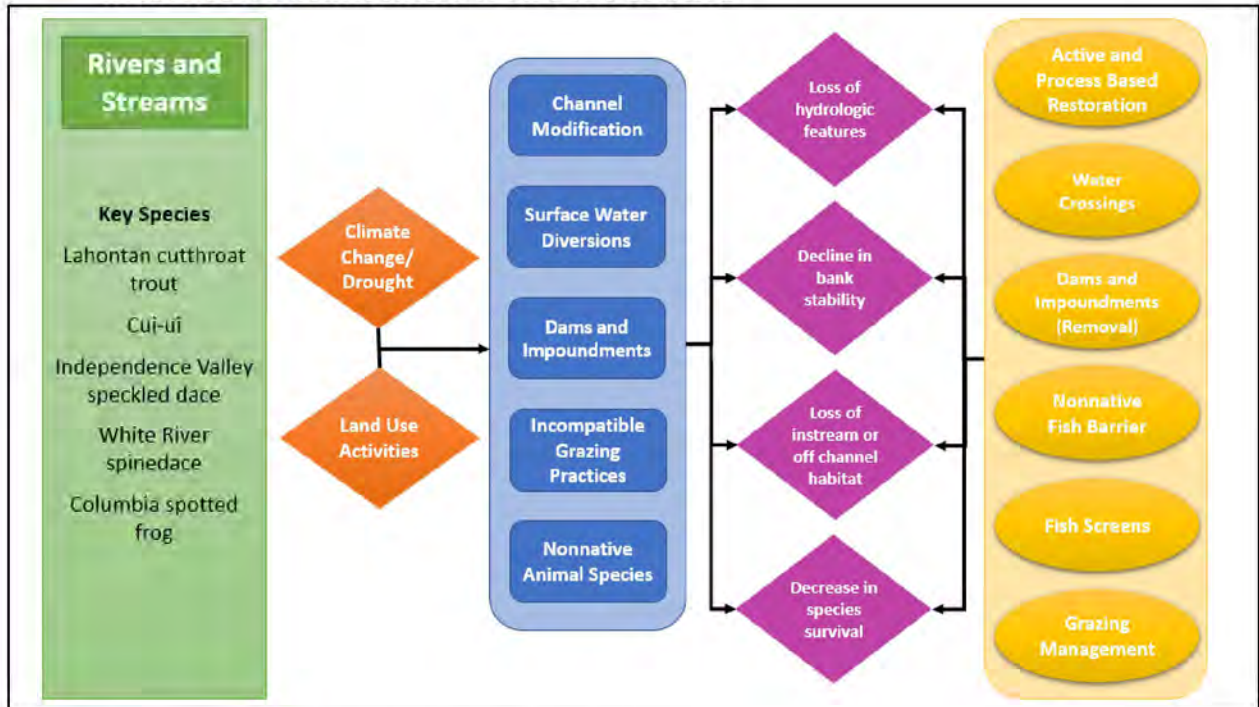 Rivers and
Streams
Key Species
Lahontan cutthroat
trout
Cui-ui
Independence Valley
speckled dace
White River
spinedace
Columbia spotted
frog
Climate
Change/
Drought
Land Use
Activities
Channel
Modification
Surface Water
Diversions
Dams and
Impoundments
Incompatible
Grazing
Practices
Nonnative
Animal Species
Loss of
hydrologic
features
Decline in
bank
stability
Loss of
instream or
off channel
habitat
Decrease in
species
survival
Active and
Process Based
Restoration
Water
Crossings
Dams and
Impoundments
(Removal)
Nonnative
Fish Barrier
Fish Screens
Grazing
Management